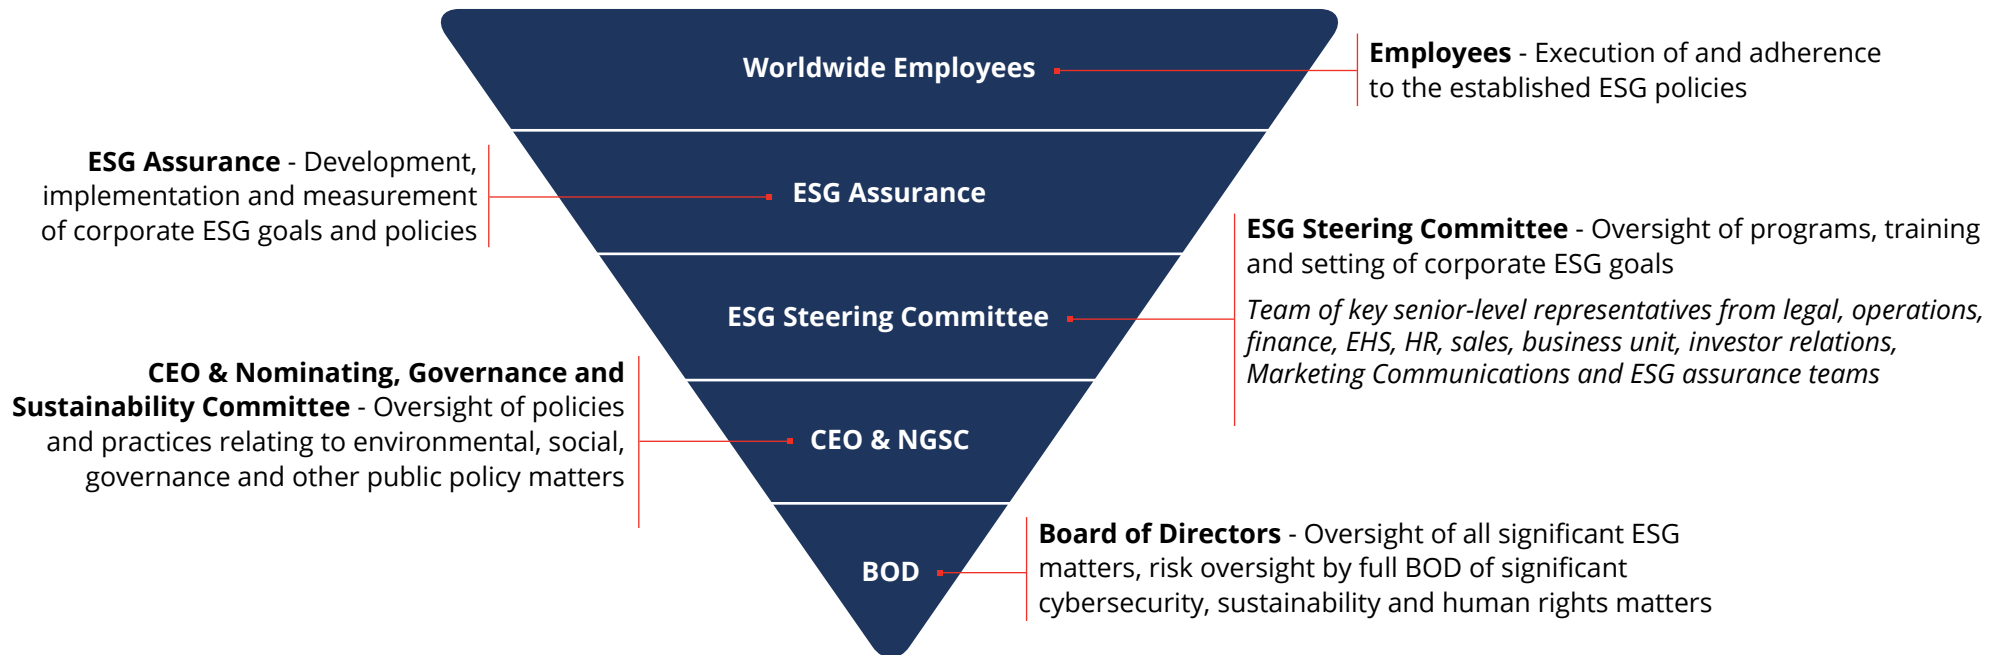 Worldwide Employees
Employees - Execution of and adherence
to the established ESG policies
ESG Assurance - Development,
implementation and measurement
of corporate ESG goals and policies
ESG Assurance
ESG Steering Committee - Oversight of programs, training
and setting of corporate ESG goals
Team of key senior-level representatives from legal, operations,
finance, EHS, HR, sales, business unit, investor relations,
Marketing Communications and ESG assurance teams
ESG Steering Committee
CEO & Nominating, Governance and
Sustainability Committee - Oversight of policies
and practices relating to environmental, social,
governance and other public policy matters
CEO & NGSC
BOD
Board of Directors - Oversight of all significant ESG
matters, risk oversight by full BOD of significant
cybersecurity, sustainability and human rights matters